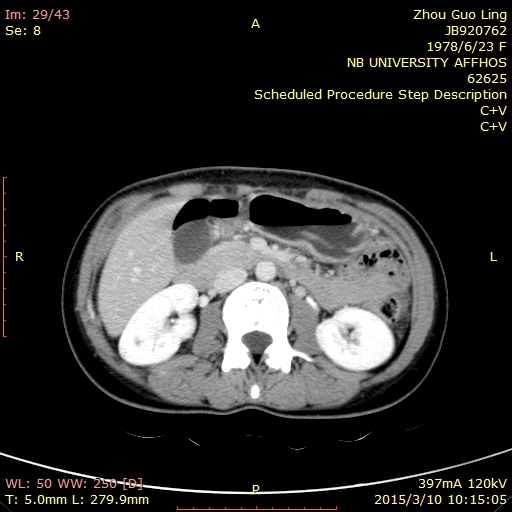 Im: 29/43
Se: 8
A
Zhou Guo Ling
JB920762
1978/6/23 F
NB UNIVERSITY AFFHOS
62625
Scheduled Procedure Step Description
C+V
C+V
R
L
WL: 50 WW: 250 [D]
T: 5.0mm L: 279.9mm
P
397mA 120kV
2015/3/10 10:15:05